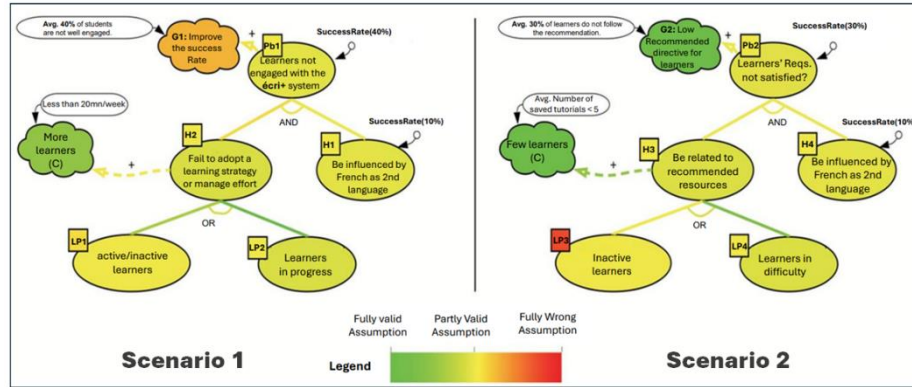 Avg. 40% of students
are not well engaged.
G1: Improve
the success
Rate
+
Pb1
SuccessRate(40%)
Learners not
engaged with the
écri+ system
Less than 20mn/week
AND
SuccessRate(10%)
More
learners
(C)
+
H2
Fail to adopt a
learning strategy
or manage effort
H1
Be influenced by
French as 2nd
language
OR
LP1
active/inactive
learners
LP2
Learners
in progress
Scenario 1
Avg. 30% of learners do not follow
the recommendation.
G2: Low
Recommended
directive for
learners
+
Pb2
SuccessRate(30%)
Learners' Reqs.
not satisfied?
Avg. Number of
saved tutorials < 5
AND
SuccessRate(10%)
Few learners
(C)
+
H3
Be related to
recommended
resources
H4
Be influenced by
French as 2nd
language
OR
LP3
Inactive
learners
LP4
Learners in
difficulty
Scenario 2
Fully valid
Assumption
Partly Valid
Assumption
Fully Wrong
Assumption
Legend